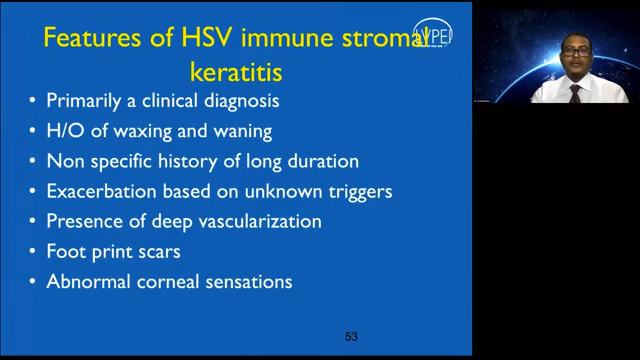 Features of HSV immune stromal
keratitis
LVPEI
• Primarily a clinical diagnosis
• H/O of waxing and waning
• Non specific history of long duration
• Exacerbation based on unknown triggers
• Presence of deep vascularization
• Foot print scars
• Abnormal corneal sensations
53